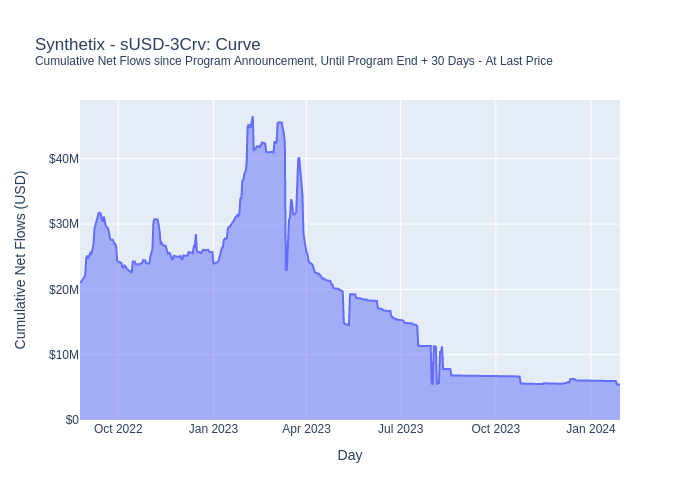 Synthetix - sUSD-3Crv: Curve
Cumulative Net Flows since Program Announcement, Until Program End + 30 Days - At Last Price
Cumulative Net Flows (USD)
$40M
$30M
$20M
$10M
$0
Oct 2022
Jan 2023
Apr 2023
Jul 2023
Oct 2023
Jan 2024
Day